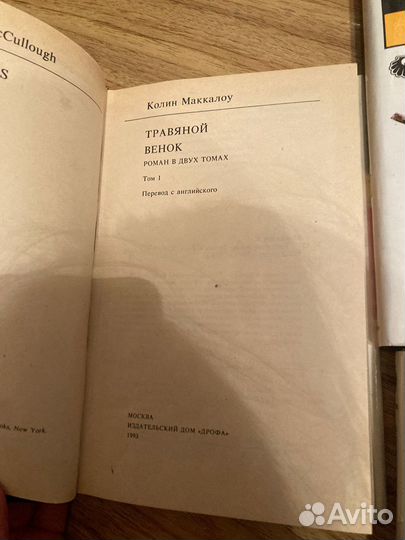 cCullough
S
oks, New York.
Колин Маккалоу
ТРАВЯНОЙ
ВЕНОК
РОМАН В ДВУХ ТОМАХ
Том 1
Перевод с английского
МОСКВА
ИЗДАТЕЛЬСКИЙ ДОМ «ДРОФА»
1993
Avito